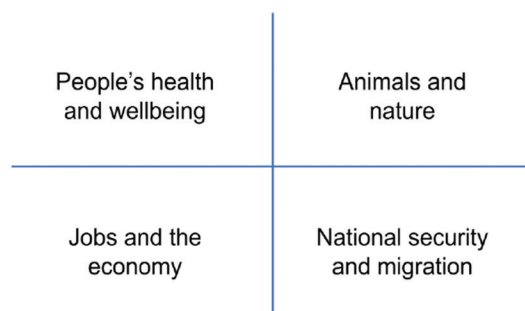 People’s health
and wellbeing
Animals and
nature
Jobs and the
economy
National security
and migration